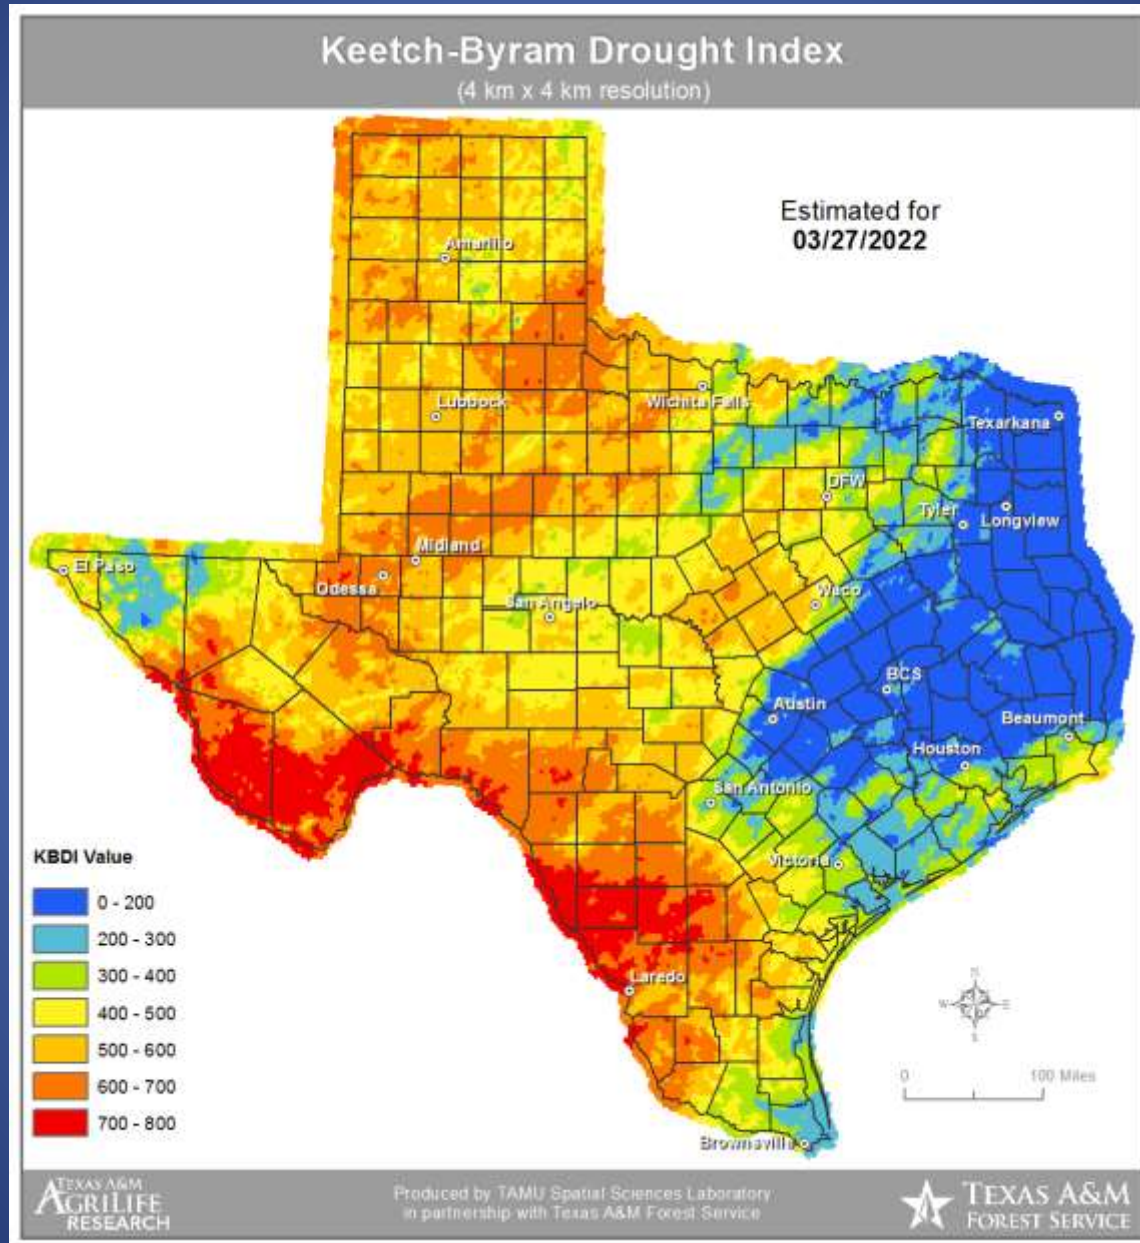 Keetch-Byram Drought Index
(4 km x 4 km resolution)
Estimated for
03/27/2022
Amarillo
Lubbock
Wichita Falls
Texarkana
DFW
Tyler
Longview
Midland
El Paso
Odessa
San Angelo
Waco
BCS
Austin
Beaumont
Houston
San Antonio
Victoria
Laredo
Brownsville
KBDI Value
0 - 200
200 - 300
300 - 400
400 - 500
500 - 600
600 - 700
700 - 800
N
W
E
S
0
100 Miles
TEXAS A&M
AGRILIFE
RESEARCH
Produced by TAMU Spatial Sciences Laboratory
in partnership with Texas A&M Forest Service
TEXAS A&M
FOREST SERVICE